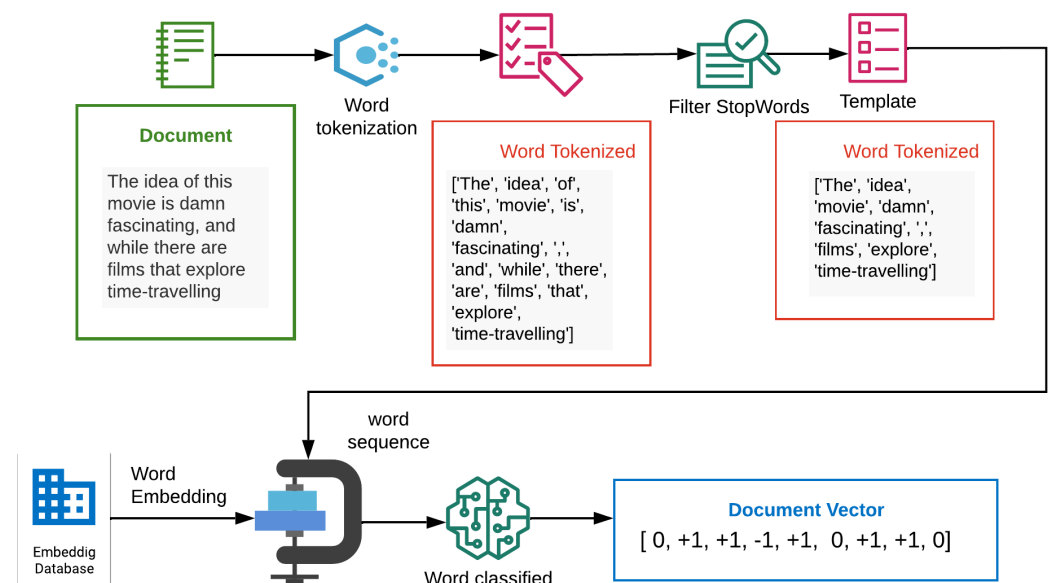 Word
tokenization
Filter StopWords
Template
Document
The idea of this
movie is damn
fascinating, and
while there are
films that explore
time-travelling
Word Tokenized
['The', 'idea', 'of',
'this', 'movie', 'is',
'damn',
'fascinating', ',',
'and', 'while', 'there',
'are', 'films', 'that',
'explore',
'time-travelling']
Word Tokenized
['The', 'idea',
'movie', 'damn',
'fascinating', ',',
'films', 'explore',
'time-travelling']
word
sequence
Word
Embedding
Embeddig
Database
Word classified
Document Vector
[ 0, +1, +1, -1, +1, 0, +1, +1, 0]